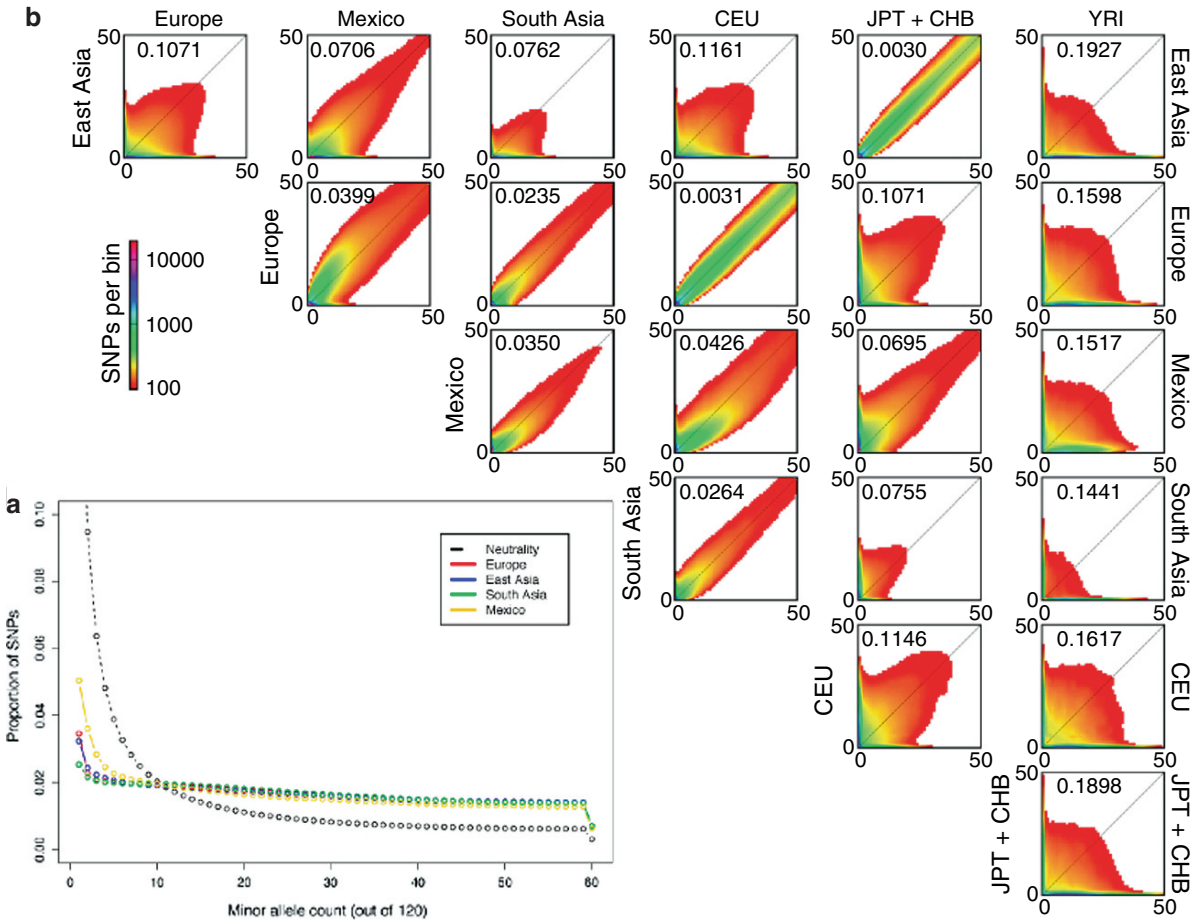 b
Europe Mexico South Asia CEU JPT + CHB YRI
50 0.1071 50 0.0706 50 0.0762 50 0.1161 50 0.0030 50 0.1927
East Asia East Asia
0 0 0 0 0 0
0 50 0 50 0 50 0 50 0 50 0 50
50 0.0399 50 0.0235 50 0.0031 50 0.1071 50 0.1598
Europe Europe
0 0 0 0 0
0 50 0 50 0 50 0 50 0 50
SNPs per bin
10000
1000
100
50 0.0350 50 0.0426 50 0.0695 50 0.1517
Mexico Mexico
0 0 0 0
0 50 0 50 0 50 0 50
50 0.0264 50 0.0755 50 0.1441
South Asia South Asia
0 0 0
0 50 0 50 0 50
50 0.1146 50 0.1617
CEU CEU
0 0
0 50 0 50
50 0.1898
JPT + CHB JPT + CHB
0
0 50
a
Proportion of SNPs
0.10
0.08
0.06
0.04
0.02
0.00
Neutrality
Europe
East Asia
South Asia
Mexico
0 10 20 30 40 50 60
Minor allele count (out of 120)